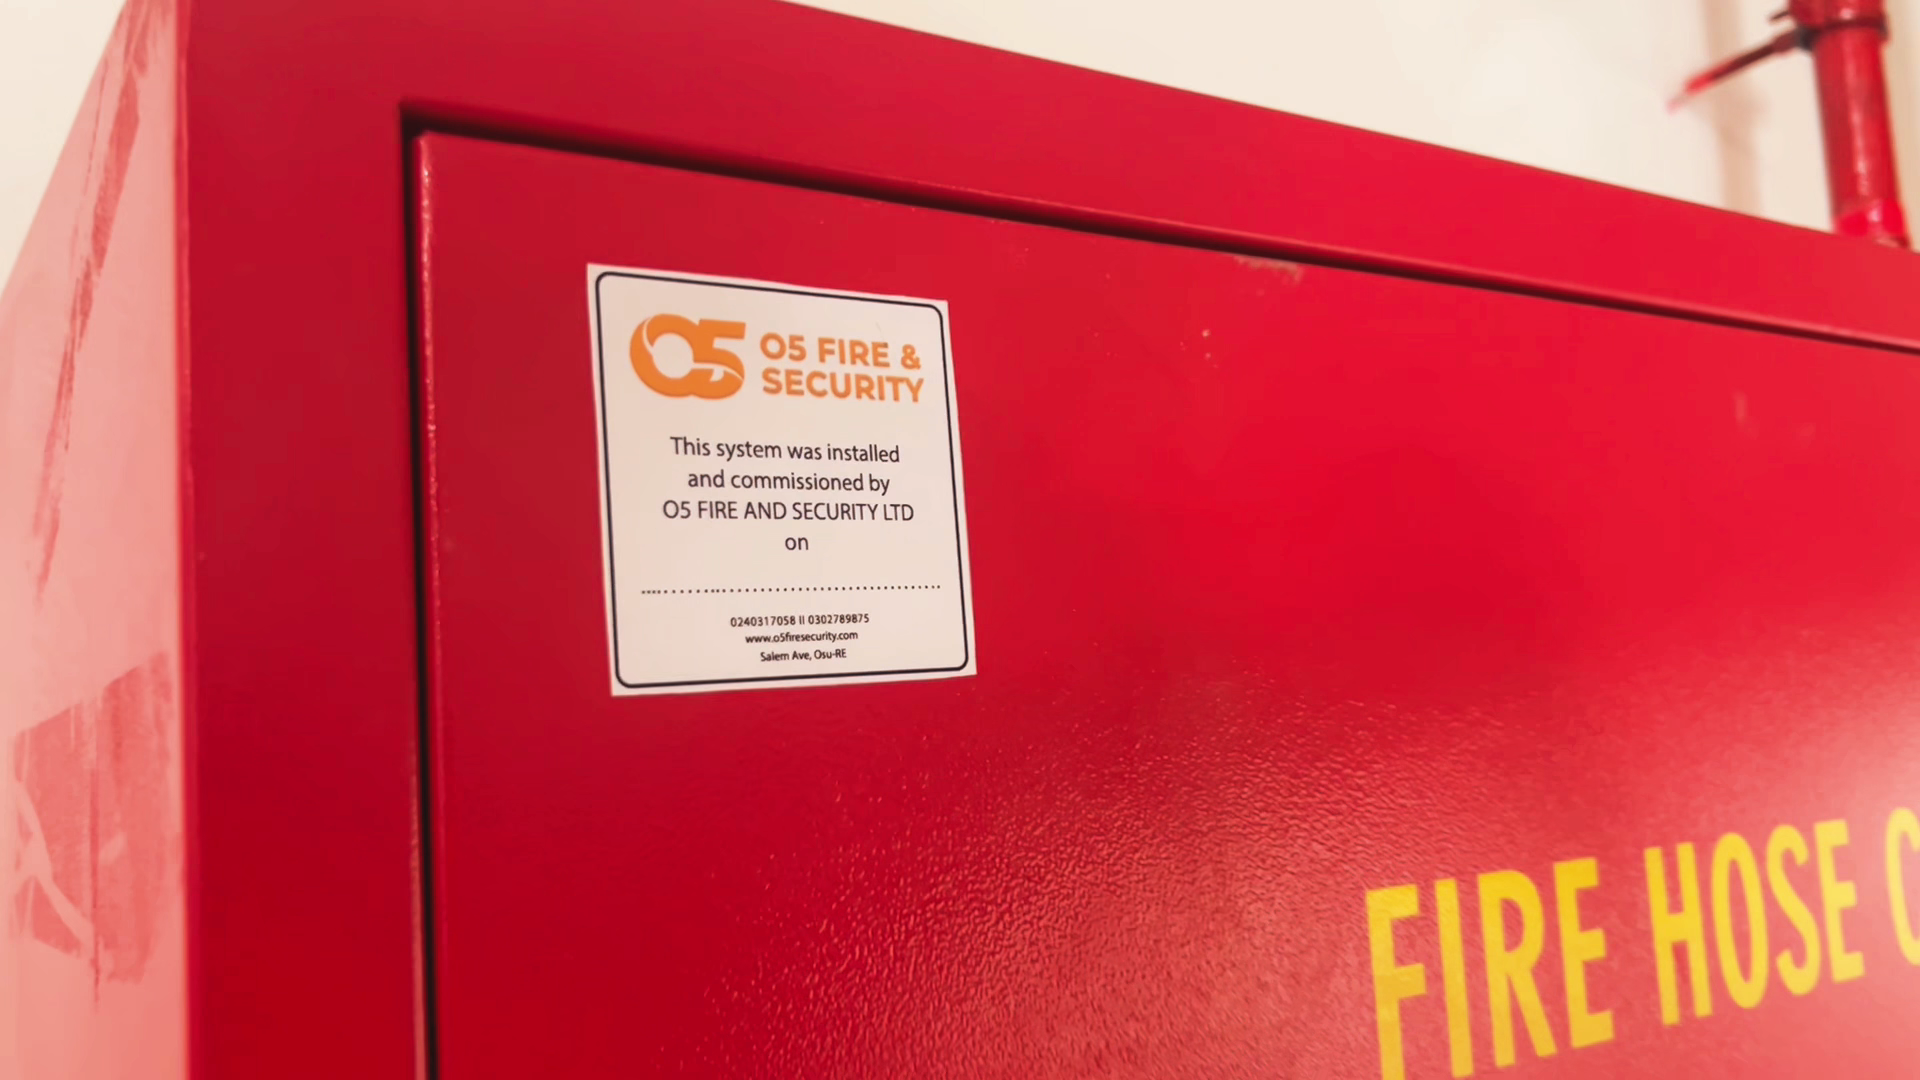 O5 O5 FIRE &
SECURITY
This system was installed
and commissioned by
O5 FIRE AND SECURITY LTD
on
0240317058 II 0302789875
www.o5firesecurity.com
Salem Ave, Osu-RE
FIRE HOSE C